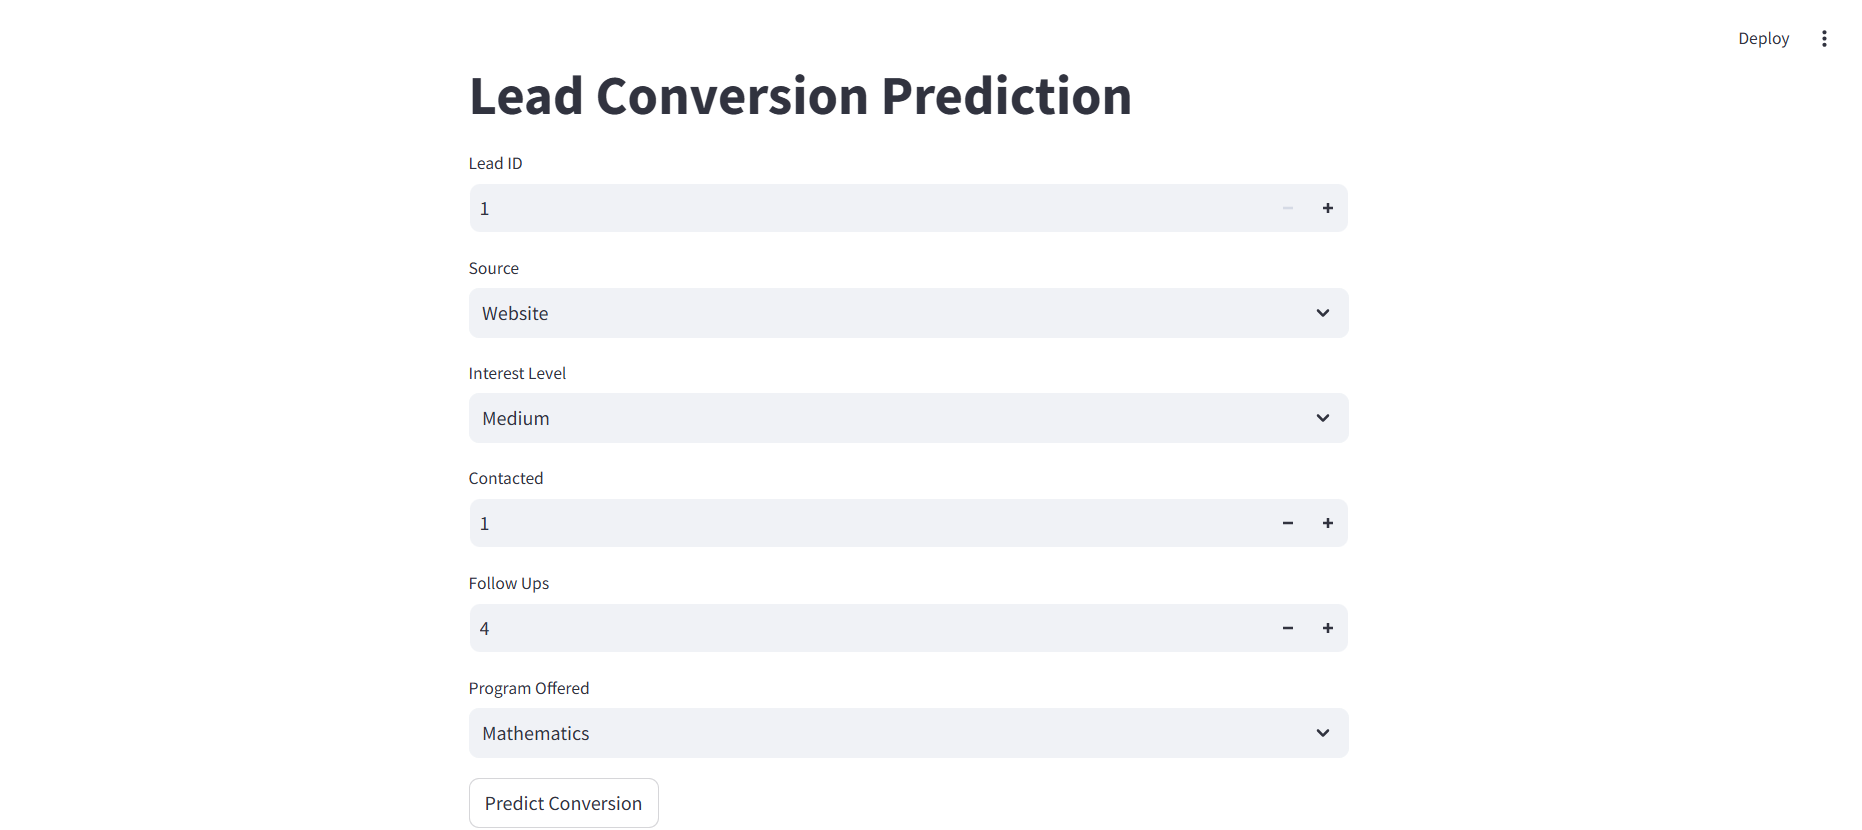 Deploy
Lead Conversion Prediction
Lead ID
1
Source
Website
Interest Level
Medium
Contacted
1
Follow Ups
4
Program Offered
Mathematics
Predict Conversion